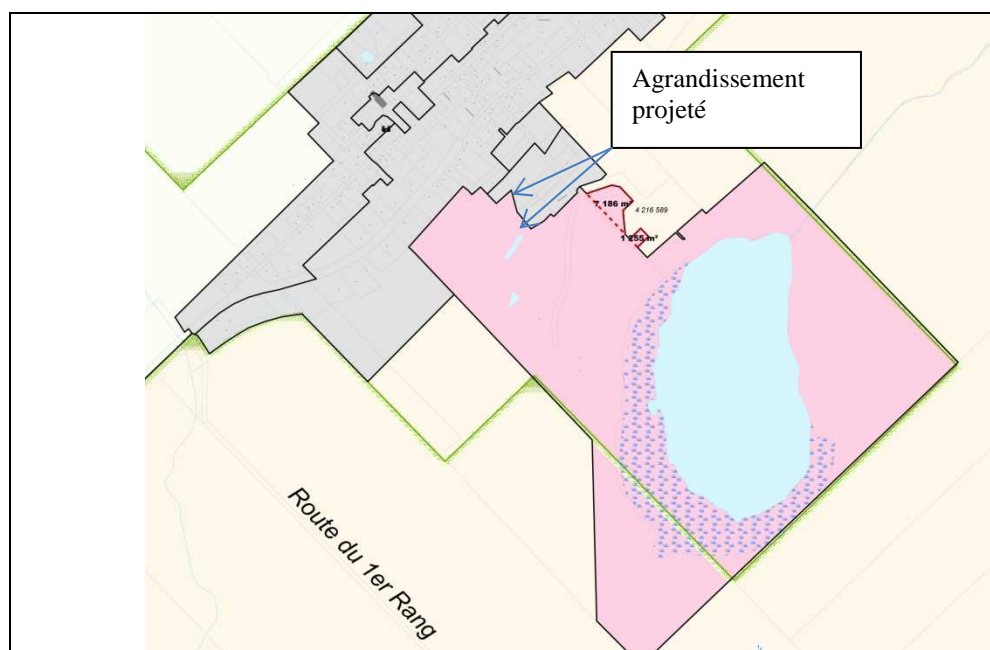 Agrandissement
projeté
7 186 m²
4 216 589
1 255 m²
Route du 1er Rang